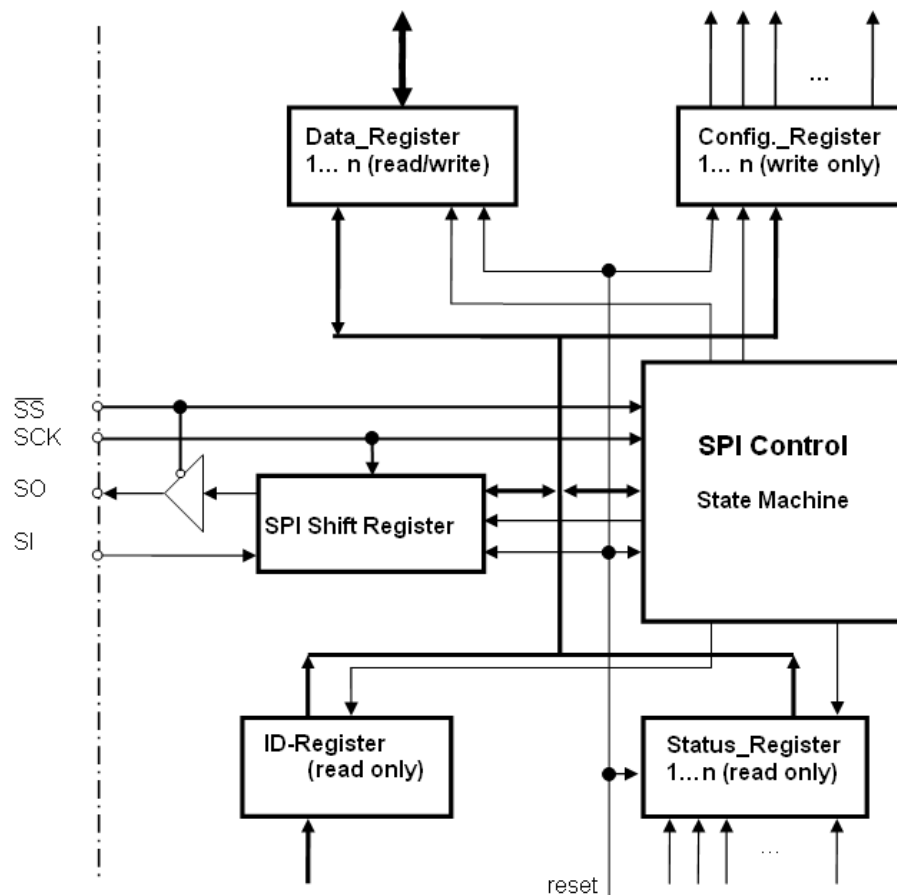 ...
Data_Register
1... n (read/write)
Config._Register
1... n (write only)
SS
SCK
SO
SI
SPI Control
State Machine
SPI Shift Register
ID-Register
(read only)
Status_Register
1...n (read only)
...
reset